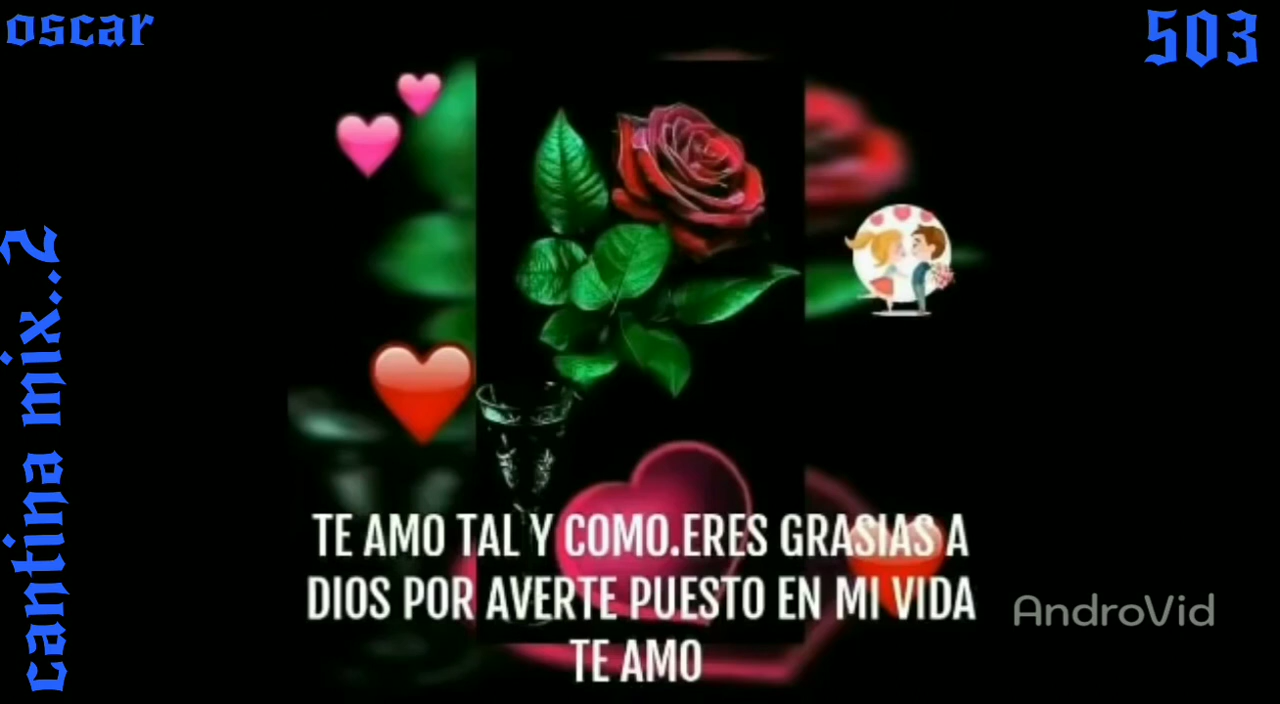 oscar
503
cantina mix..2
TE AMO TAL Y COMO.ERES GRASIAS A
DIOS POR AVERTE PUESTO EN MI VIDA
TE AMO
AndroVid